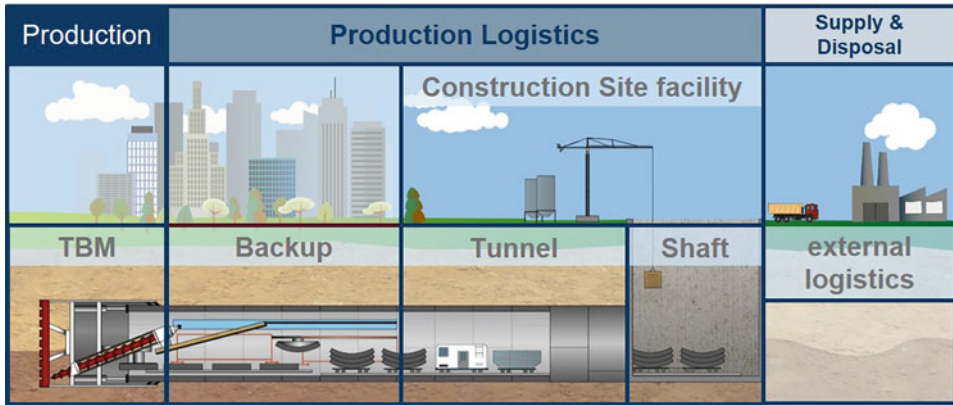 Production
Production Logistics
Supply &
Disposal
Construction Site facility
TBM
Backup
Tunnel
Shaft
external
logistics